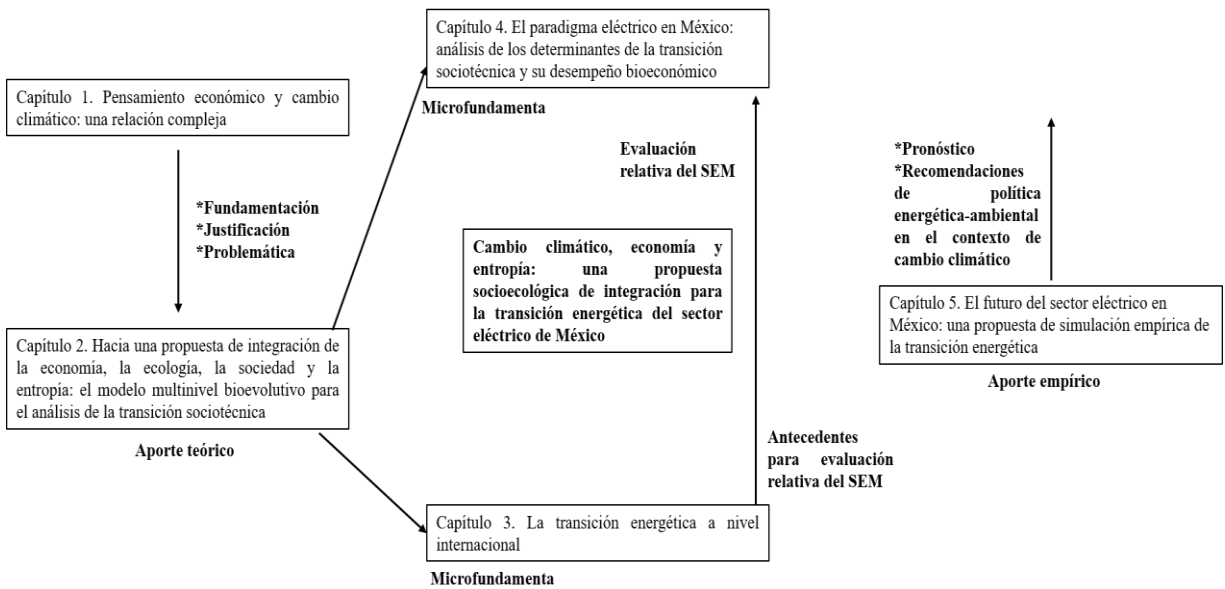 Capítulo 4. El paradigma eléctrico en México:
análisis de los determinantes de la transición
sociotécnica y su desempeño bioeconómico
Microfundamenta
Capítulo 1. Pensamiento económico y cambio
climático: una relación compleja
*Fundamentación
*Justificación
*Problemática
Evaluación
relativa del SEM
*Pronóstico
*Recomendaciones
de política
energética-ambiental
en el contexto de
cambio climático
Cambio climático, economía y
entropía: una propuesta
socioecológica de integración para
la transición energética del sector
eléctrico de México
Capítulo 5. El futuro del sector eléctrico en
México: una propuesta de simulación empírica de
la transición energética
Aporte empírico
Capítulo 2. Hacia una propuesta de integración de
la economía, la ecología, la sociedad y la
entropía: el modelo multinivel bioevolutivo para
el análisis de la transición sociotécnica
Aporte teórico
Antecedentes
para evaluación
relativa del SEM
Capítulo 3. La transición energética a nivel
internacional
Microfundamenta